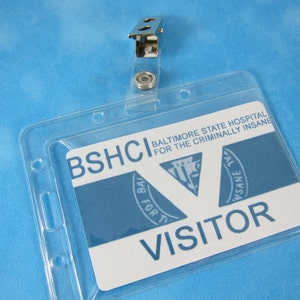 BSHCI BALTIMORE STATE HOSPITAL
FOR THE CRIMINALLY INSANE
V
VISITOR